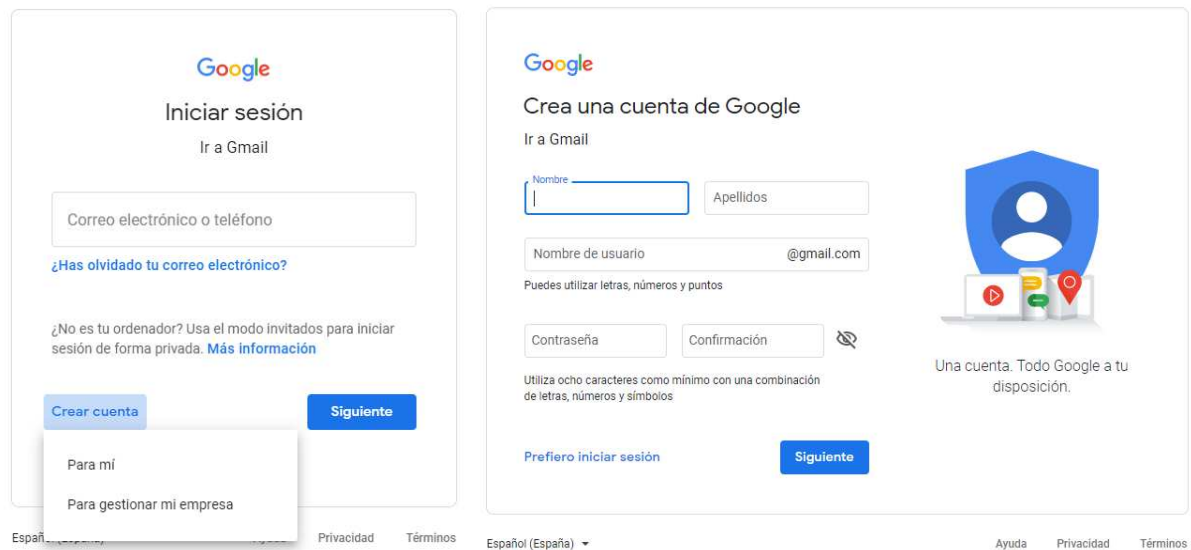 Google
Iniciar sesión
Ir a Gmail
Correo electrónico o teléfono
¿Has olvidado tu correo electrónico?
¿No es tu ordenador? Usa el modo invitados para iniciar
sesión de forma privada. Más información
Crear cuenta
Siguiente
Para mí
Para gestionar mi empresa
Privacidad
Términos
Google
Crea una cuenta de Google
Ir a Gmail
Nombre
Apellidos
Nombre de usuario
@gmail.com
Puedes utilizar letras, números y puntos
Contraseña
Confirmación
Utiliza ocho caracteres como mínimo con una combinación
de letras, números y símbolos
Prefiero iniciar sesión
Siguiente
Una cuenta. Todo Google a tu
disposición.
Español (España)
Ayuda
Privacidad
Términos